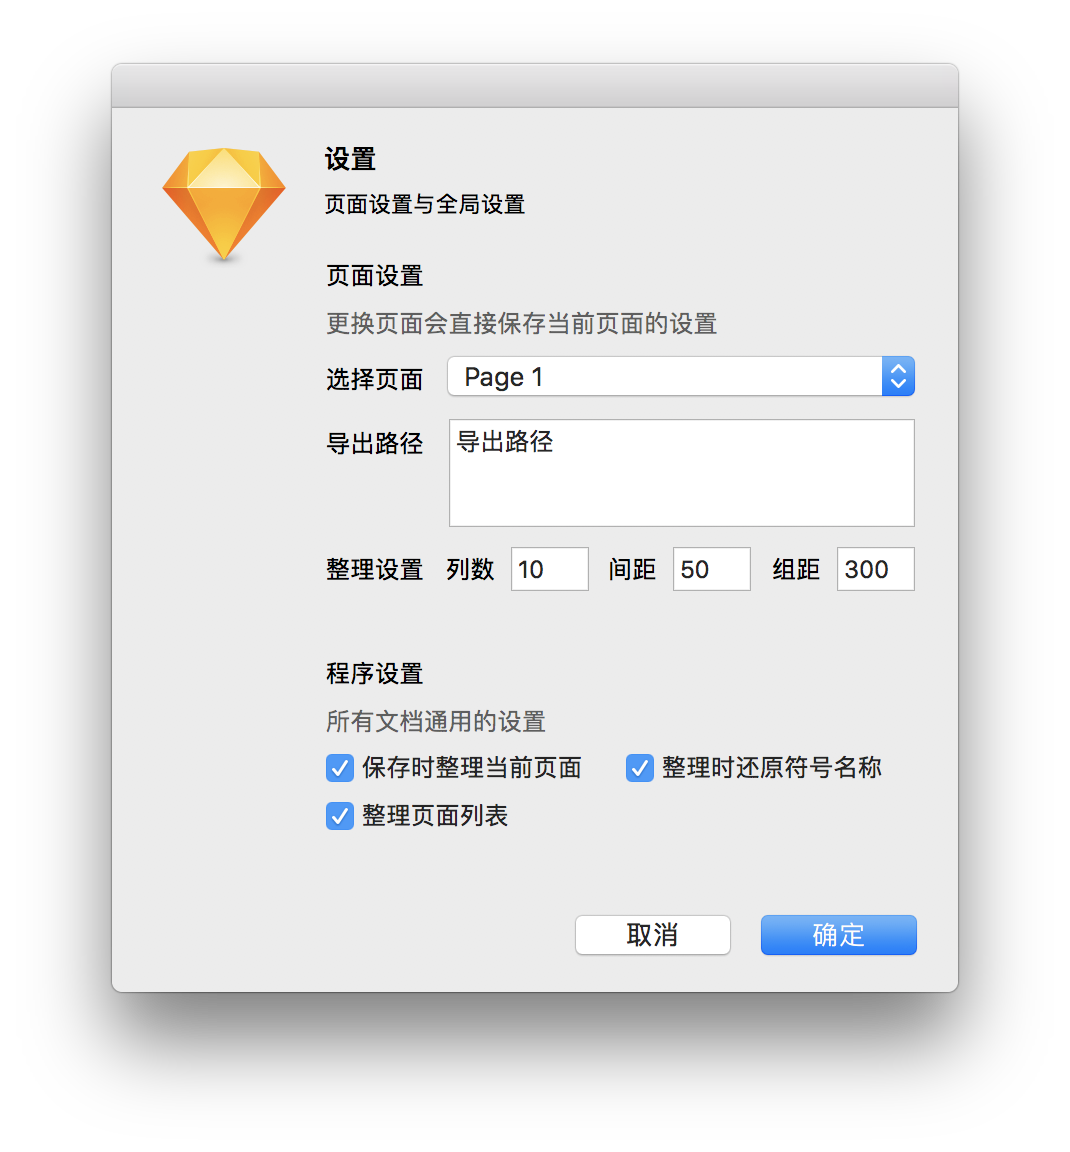 设置
页面设置与全局设置
页面设置
更换页面会直接保存当前页面的设置
选择页面 Page 1
导出路径 导出路径
整理设置 列数 10 间距 50 组距 300
程序设置
所有文档通用的设置
保存时整理当前页面 整理时还原符号名称
整理页面列表
取消 确定